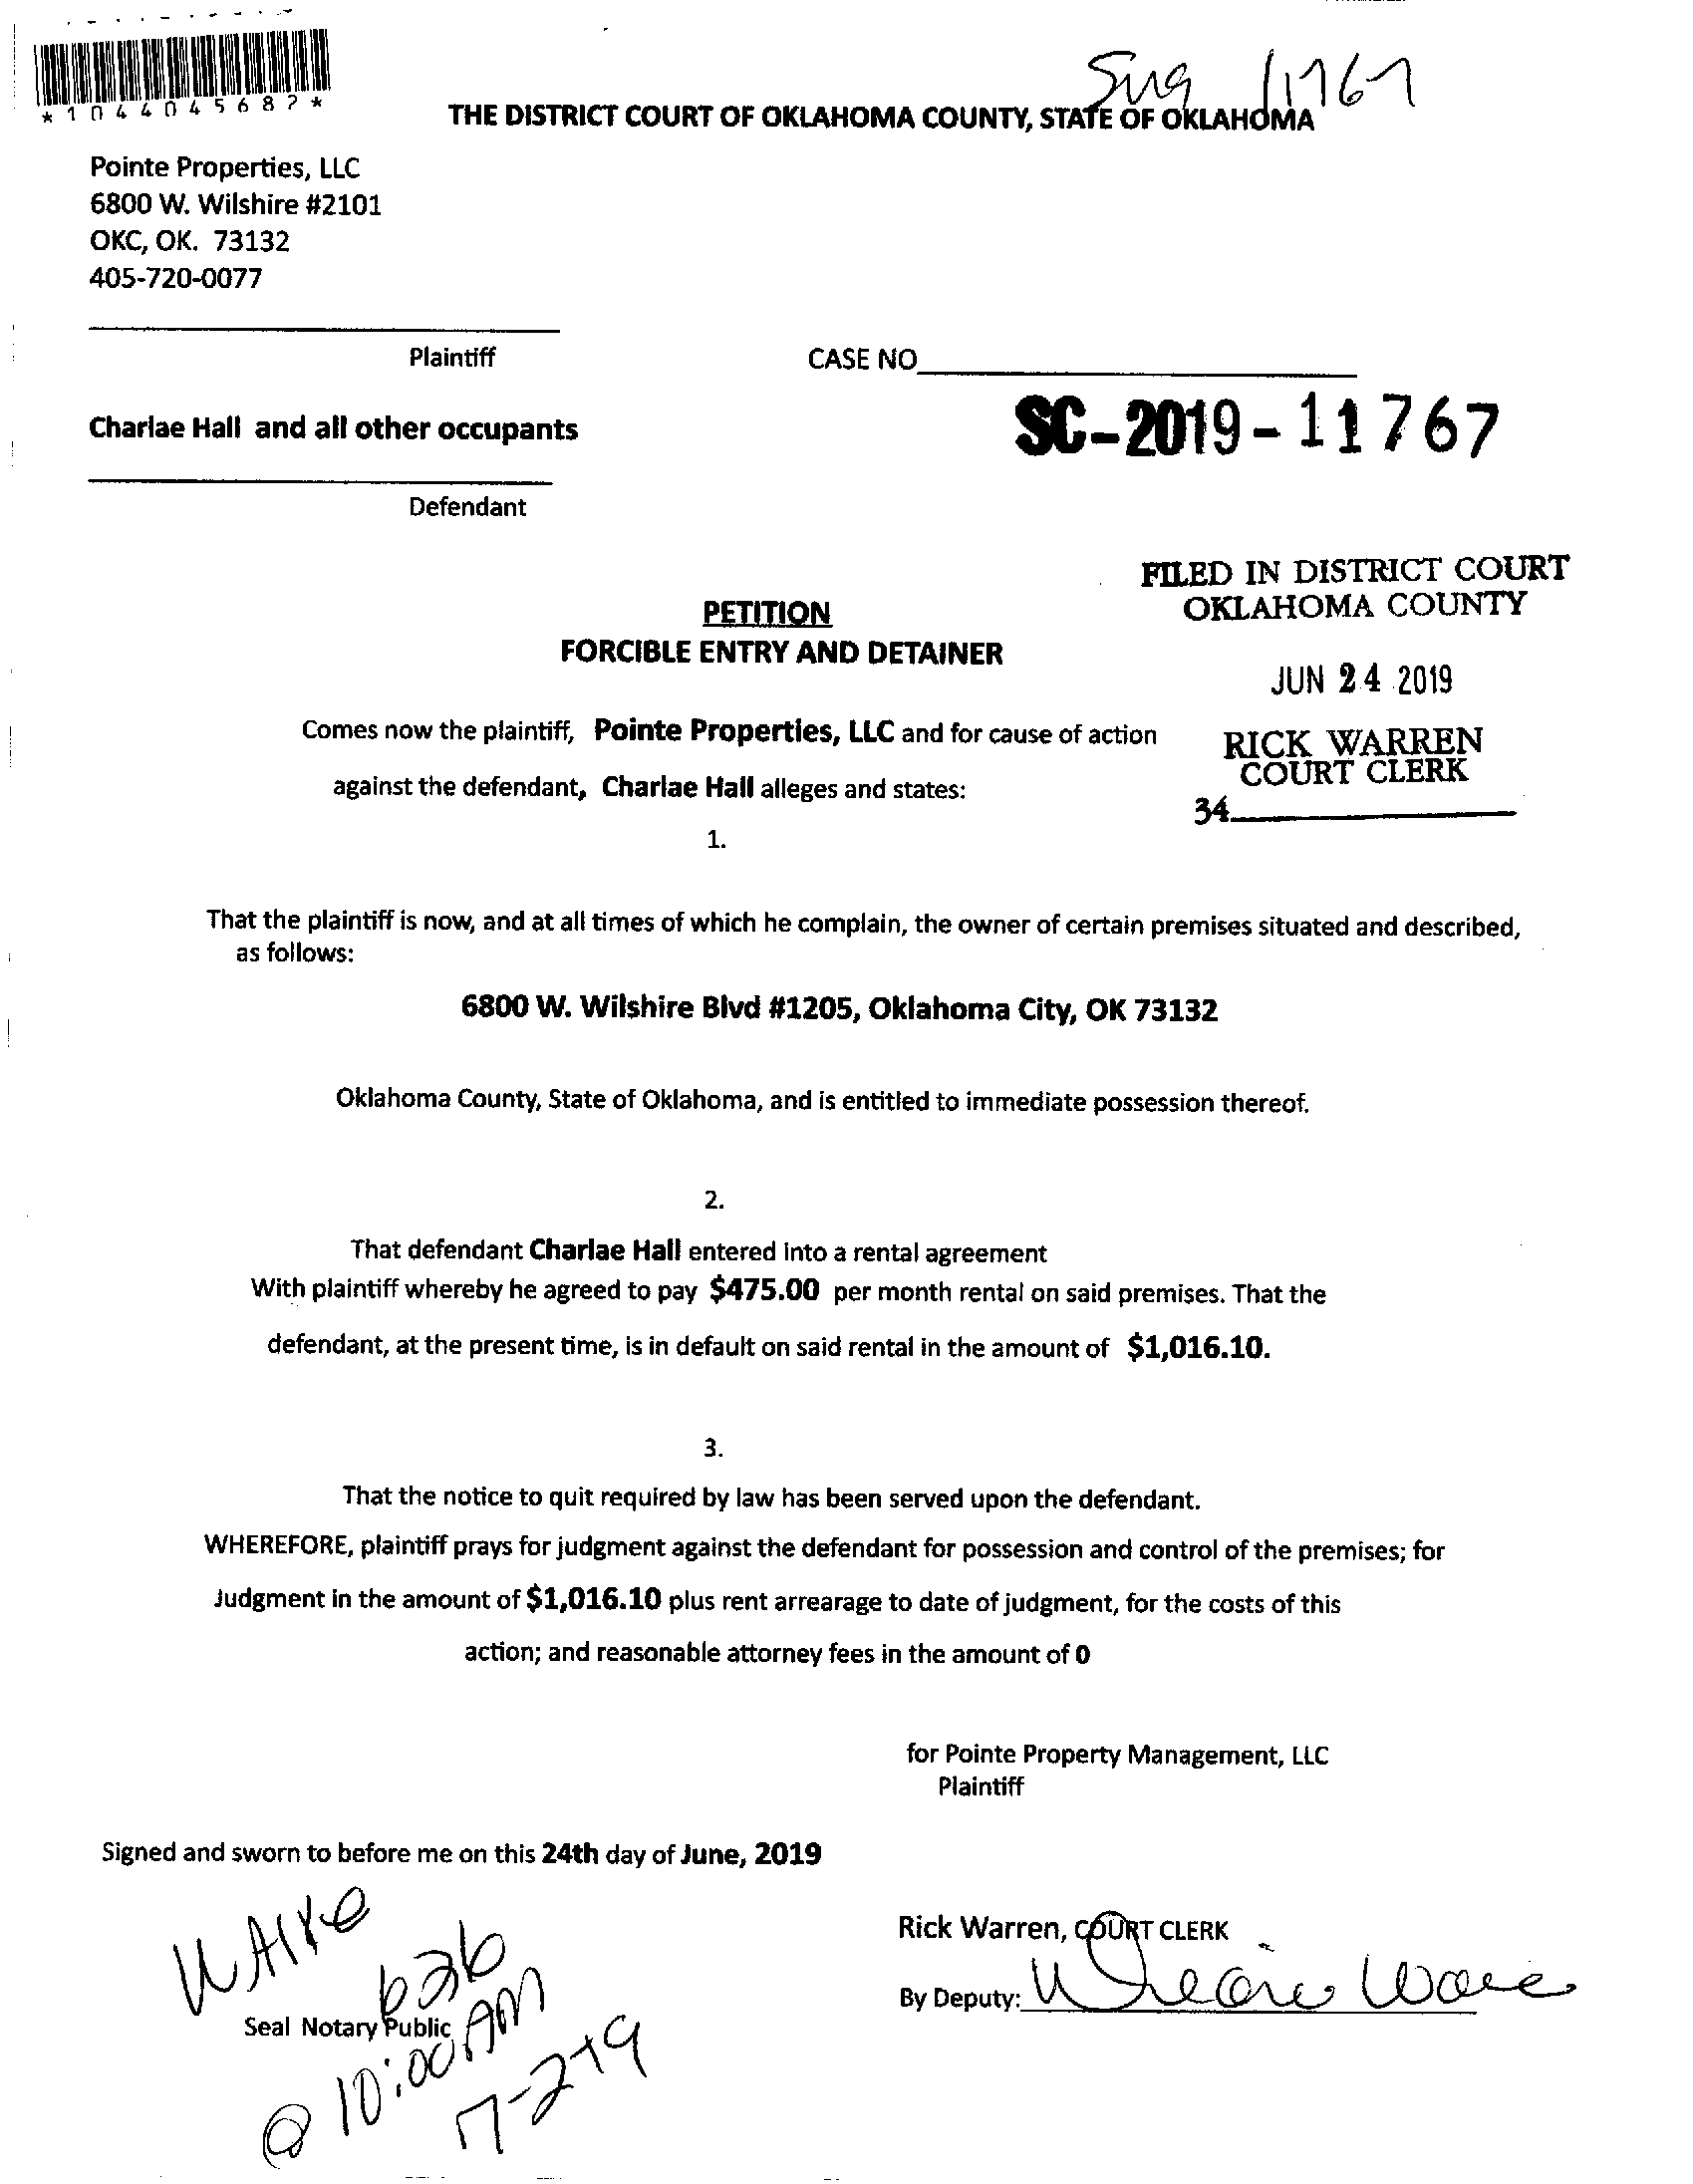 *1044045687*
THE DISTRICT COURT OF OKLAHOMA COUNTY, STATE OF OKLAHOMA
Pointe Properties, LLC
6800 W. Wilshire #2101
OKC, OK. 73132
405-720-0077
Plaintiff
CASE NO
SC-2019-11767
Charlae Hall and all other occupants
Defendant
FILED IN DISTRICT COURT
OKLAHOMA COUNTY
JUN 24 2019
RICK WARREN
COURT CLERK
34
PETITION
FORCIBLE ENTRY AND DETAINER
Comes now the plaintiff, Pointe Properties, LLC and for cause of action
against the defendant, Charlae Hall alleges and states:
1.
That the plaintiff is now, and at all times of which he complain, the owner of certain premises situated and described,
as follows:
6800 W. Wilshire Blvd #1205, Oklahoma City, OK 73132
Oklahoma County, State of Oklahoma, and is entitled to immediate possession thereof.
2.
That defendant Charlae Hall entered into a rental agreement
With plaintiff whereby he agreed to pay $475.00 per month rental on said premises. That the
defendant, at the present time, is in default on said rental in the amount of $1,016.10.
3.
That the notice to quit required by law has been served upon the defendant.
WHEREFORE, plaintiff prays for judgment against the defendant for possession and control of the premises; for
Judgment in the amount of $1,016.10 plus rent arrearage to date of judgment, for the costs of this
action; and reasonable attorney fees in the amount of 0
for Pointe Property Management, LLC
Plaintiff
Signed and sworn to before me on this 24th day of June, 2019
Rick Warren, COURT CLERK
By Deputy:
Seal Notary Public
@ 10:00 AM